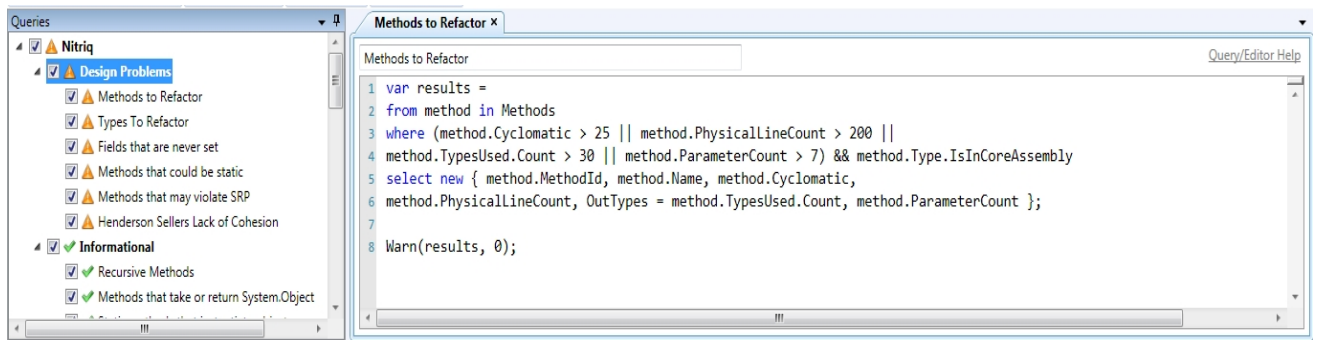 Queries
Nitriq
Design Problems
Methods to Refactor
Types To Refactor
Fields that are never set
Methods that could be static
Methods that may violate SRP
Henderson Sellers Lack of Cohesion
Informational
Recursive Methods
Methods that take or return System.Object
Methods to Refactor ×
Methods to Refactor
Query/Editor Help
1 var results =
2 from method in Methods
3 where (method.Cyclomatic > 25 || method.PhysicalLineCount > 200 ||
4 method.TypesUsed.Count > 30 || method.ParameterCount > 7) && method.Type.IsInCoreAssembly
5 select new { method.MethodId, method.Name, method.Cyclomatic,
6 method.PhysicalLineCount, OutTypes = method.TypesUsed.Count, method.ParameterCount };
7
8 Warn(results, 0);